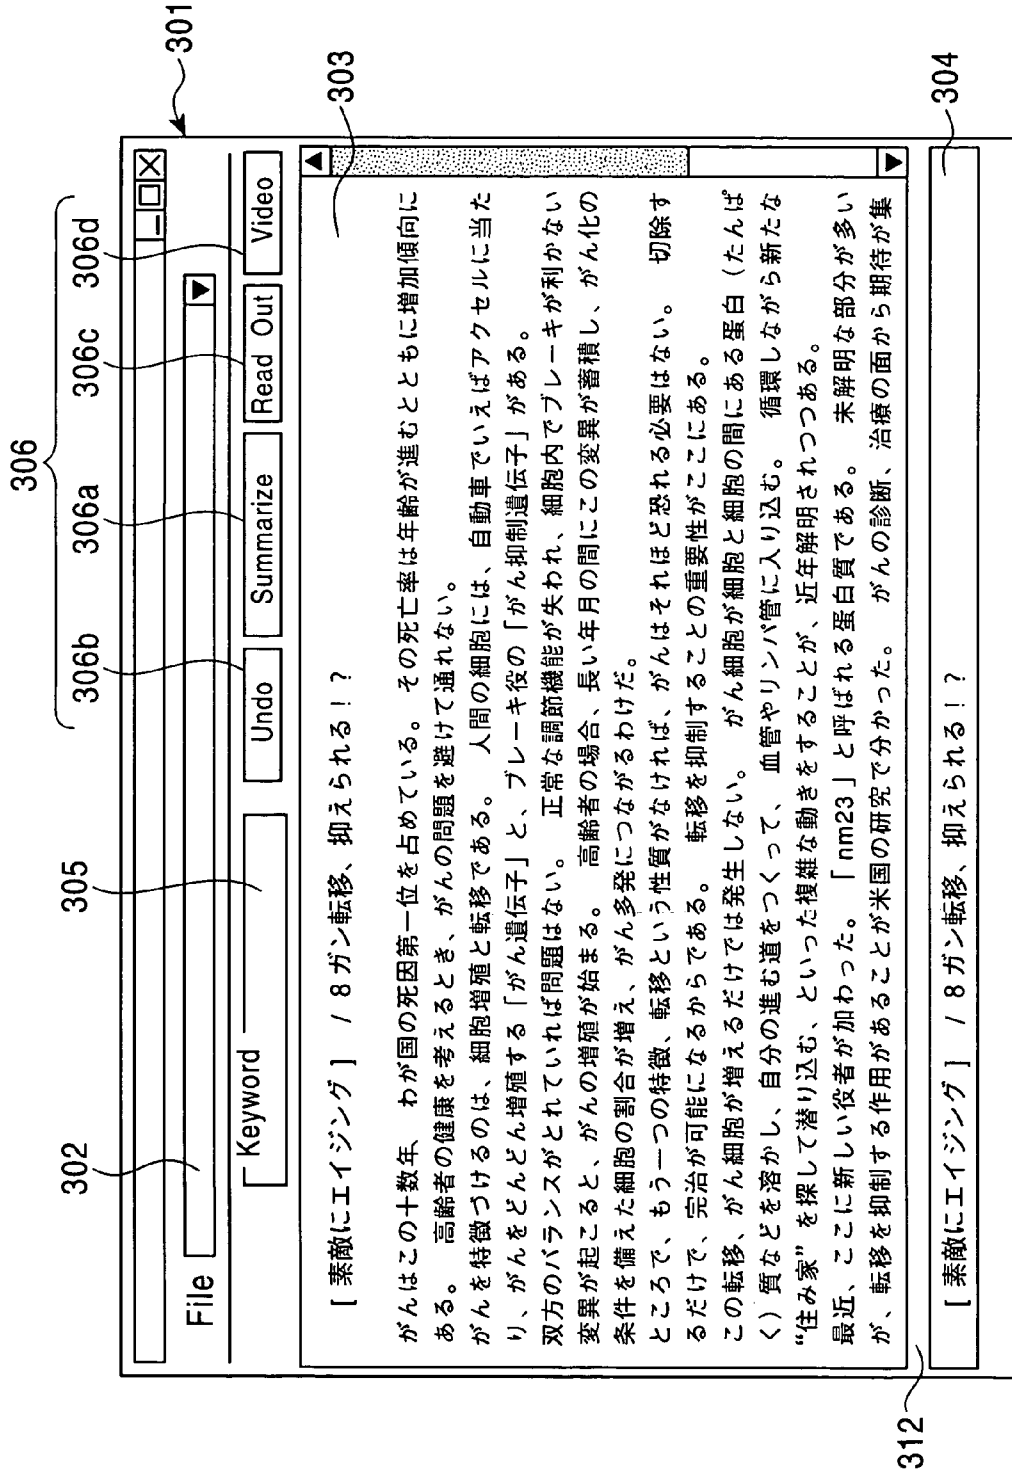 306
302 305 306b 306a 306c 306d
301
File
Keyword
Undo Summarize Read Out Video
303
[素敵にエイジング] /8ガン転移、抑えられる!?
がんはこの十数年、わが国の死因第一位を占めている。その死亡率は年齢が進むとともに増加傾向に
ある。 高齢者の健康を考えるとき、がんの問題を避けて通れない。
がんを特徴づけるのは、細胞増殖と転移である。 人間の細胞には、自動車でいえばアクセルに当た
り、がんをどんどん増殖する「がん遺伝子」と、ブレーキ役の「がん抑制遺伝子」がある。
双方のバランスがとれていれば問題はない。 正常な調節機能が失われ、細胞内でブレーキが利かない
変異が起こると、がんの増殖が始まる。 高齢者の場合、長い年月の間にこの変異が蓄積し、がん化の
条件を備えた細胞の割合が増え、がん多発につながるわけだ。
ところで、もう一つの特徴、転移という性質がなければ、がんはそれほど恐れる必要はない。 切除す
るだけで、完治が可能になるからである。 転移を抑制することの重要性がここにある。
この転移、がん細胞が増えるだけでは発生しない。 がん細胞が細胞と細胞の間にある蛋白（たんぱ
く）質などを溶かし、自分の進む道をつくって、血管やリンパ管に入り込む。 循環しながら新たな
“住み家”を探して潜り込む、といった複雑な動きをすることが、近年解明されつつある。
最近、ここに新しい役者が加わった。 「nm23」と呼ばれる蛋白質である。 未解明な部分が多い
が、転移を抑制する作用があることが米国の研究で分かった。 がんの診断、治療の面から期待が集
312
304
[素敵にエイジング] /8ガン転移、抑えられる!?